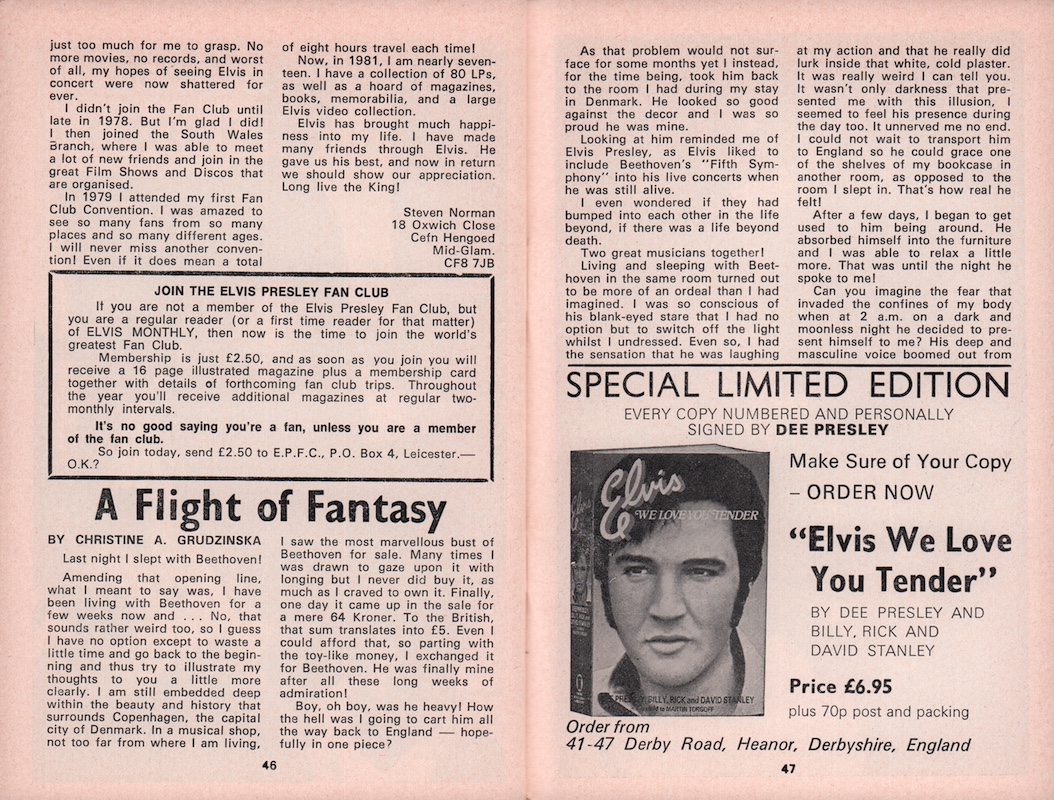 just too much for me to grasp. No
more movies, no records, and worst
of all, my hopes of seeing Elvis in
concert were now shattered for
ever.
I didn't join the Fan Club until
late in 1978. But I'm glad I did!
I then joined the South Wales
Branch, where I was able to meet
a lot of new friends and join in the
great Film Shows and Discos that
are organised.
In 1979 I attended my first Fan
Club Convention. I was amazed to
see so many fans from so many
places and so many different ages.
I will never miss another conven-
tion! Even if it does mean a total
of eight hours travel each time!
Now, in 1981, I am nearly seven-
teen. I have a collection of 80 LPs,
as well as a hoard of magazines,
books, memorabilia, and a large
Elvis video collection.
Elvis has brought much happi-
ness into my life. I have made
many friends through Elvis. He
gave us his best, and now in return
we should show our appreciation.
Long live the King!
Steven Norman
18 Oxwich Close
Cefn Hengoed
Mid-Glam.
CF8 7JB
JOIN THE ELVIS PRESLEY FAN CLUB
If you are not a member of the Elvis Presley Fan Club, but
you are a regular reader (or a first time reader for that matter)
of ELVIS MONTHLY, then now is the time to join the world's
greatest Fan Club.
Membership is just £2.50, and as soon as you join you will
receive a 16 page illustrated magazine plus a membership card
together with details of forthcoming fan club trips. Throughout
the year you'll receive additional magazines at regular two-
monthly intervals.
It's no good saying you're a fan, unless you are a member
of the fan club.
So join today, send £2.50 to E.P.F.C., P.O. Box 4, Leicester.—
O.K.?
A Flight of Fantasy
BY CHRISTINE A. GRUDZINSKA
Last night I slept with Beethoven!
Amending that opening line,
what I meant to say was, I have
been living with Beethoven for a
few weeks now and . . . No, that
sounds rather weird too, so I guess
I have no option except to waste a
little time and go back to the begin-
ning and thus try to illustrate my
thoughts to you a little more
clearly. I am still embedded deep
within the beauty and history that
surrounds Copenhagen, the capital
city of Denmark. In a musical shop,
not too far from where I am living,
I saw the most marvellous bust of
Beethoven for sale. Many times I
was drawn to gaze upon it with
longing but I never did buy it, as
much as I craved to own it. Finally,
one day it came up in the sale for
a mere 64 Kroner. To the British,
that sum translates into £5. Even I
could afford that, so parting with
the toy-like money, I exchanged it
for Beethoven. He was finally mine
after all these long weeks of
admiration!
Boy, oh boy, was he heavy! How
the hell was I going to cart him all
the way back to England — hope-
fully in one piece?
46
As that problem would not sur-
face for some months yet I instead,
for the time being, took him back
to the room I had during my stay
in Denmark. He looked so good
against the decor and I was so
proud he was mine.
Looking at him reminded me of
Elvis Presley, as Elvis liked to
include Beethoven's "Fifth Sym-
phony" into his live concerts when
he was still alive.
I even wondered if they had
bumped into each other in the life
beyond, if there was a life beyond
death.
Two great musicians together!
Living and sleeping with Beet-
hoven in the same room turned out
to be more of an ordeal than I had
imagined. I was so conscious of
his blank-eyed stare that I had no
option but to switch off the light
whilst I undressed. Even so, I had
the sensation that he was laughing
at my action and that he really did
lurk inside that white, cold plaster.
It was really weird I can tell you.
It wasn't only darkness that pre-
sented me with this illusion, I
seemed to feel his presence during
the day too. It unnerved me no end.
I could not wait to transport him
to England so he could grace one
of the shelves of my bookcase in
another room, as opposed to the
room I slept in. That's how real he
felt!
After a few days, I began to get
used to him being around. He
absorbed himself into the furniture
and I was able to relax a little
more. That was until the night he
spoke to me!
Can you imagine the fear that
invaded the confines of my body
when at 2 a.m. on a dark and
moonless night he decided to pre-
sent himself to me? His deep and
masculine voice boomed out from
SPECIAL LIMITED EDITION
EVERY COPY NUMBERED AND PERSONALLY
SIGNED BY DEE PRESLEY
Elvis
WE LOVE YOU TENDER
PRESLEY, BILLY, RICK and DAVID STANLEY
as told to MARTIN TORGOFF
Make Sure of Your Copy
– ORDER NOW
"Elvis We Love
You Tender"
BY DEE PRESLEY AND
BILLY, RICK AND
DAVID STANLEY
Price £6.95
plus 70p post and packing
Order from
41-47 Derby Road, Heanor, Derbyshire, England
47